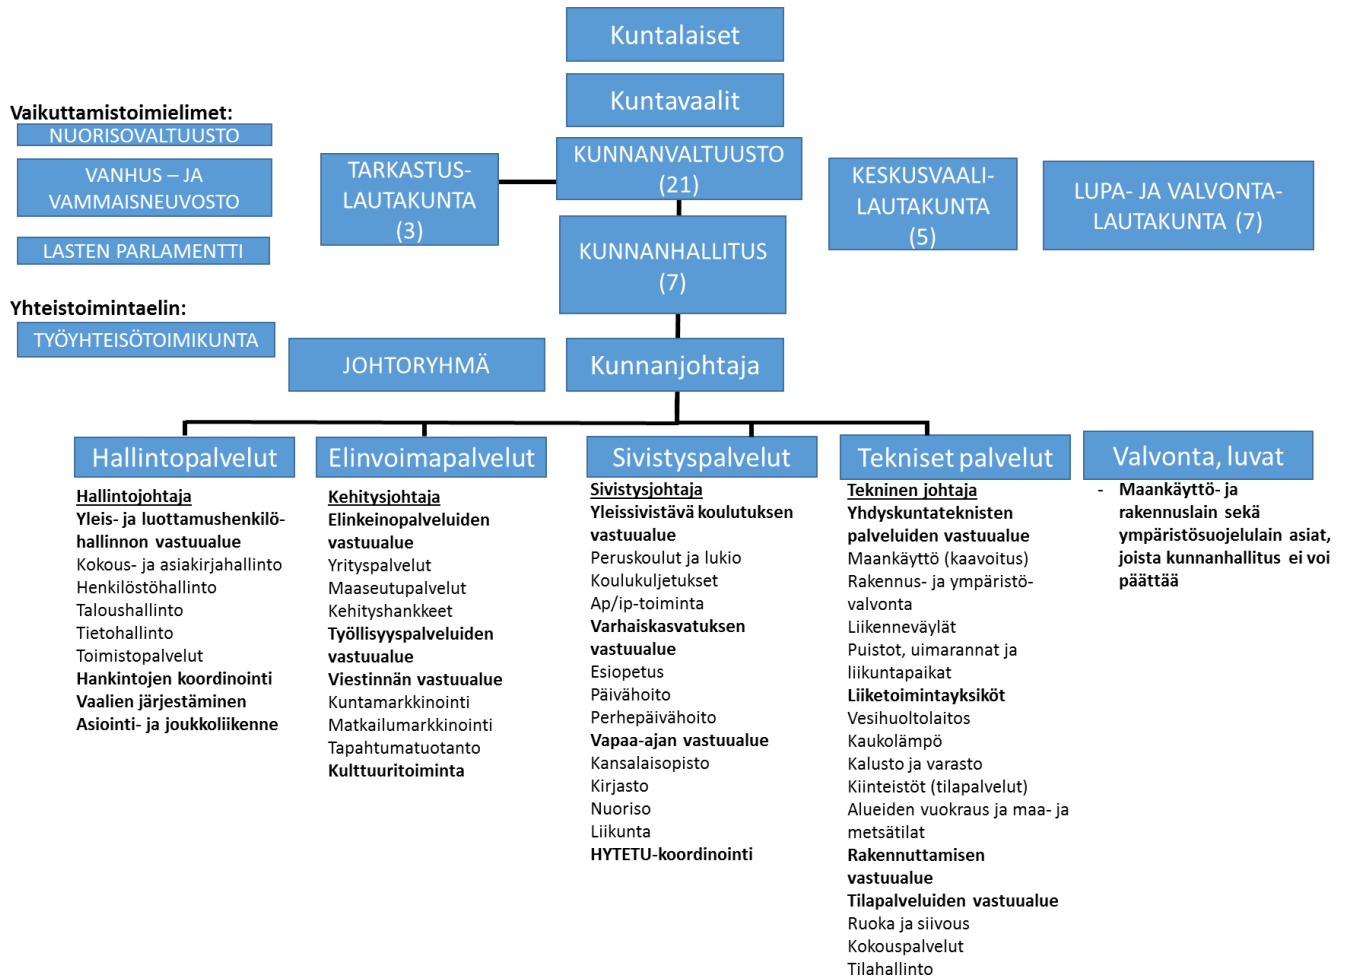 Kuntalaiset
Kuntavaalit
Vaikuttamistoimielimet:
NUORISOVALTUUSTO
VANHUS – JA
VAMMAISNEUVOSTO
LASTEN PARLAMENTTI
TARKASTUS-
LAUTAKUNTA
(3)
KUNNANVALTUUSTO
(21)
KESKUSVAALI-
LAUTAKUNTA
(5)
LUPA- JA VALVONTA-
LAUTAKUNTA (7)
KUNNANHALLITUS
(7)
Yhteistoimintaelin:
TYÖYHTEISÖTOIMIKUNTA
JOHTORYHMÄ
Kunnanjohtaja
Hallintopalvelut
Hallintojohtaja
Yleis- ja luottamushenkilö-
hallinnon vastuualue
Kokous- ja asiakirjahallinto
Henkilöstöhallinto
Taloushallinto
Tietohallinto
Toimistopalvelut
Hankintojen koordinointi
Vaalien järjestäminen
Asiointi- ja joukkoliikenne
Elinvoimapalvelut
Kehitysjohtaja
Elinkeinopalveluiden
vastuualue
Yrityspalvelut
Maaseutupalvelut
Kehityshankkeet
Työllisyyspalveluiden
vastuualue
Viestinnän vastuualue
Kuntamarkkinointi
Matkailumarkkinointi
Tapahtumatuotanto
Kulttuuritoiminta
Sivistyspalvelut
Sivistysjohtaja
Yleissivistävä koulutuksen
vastuualue
Peruskoulut ja lukio
Koulukuljetukset
Ap/ip-toiminta
Varhaiskasvatuksen
vastuualue
Esiopetus
Päivähoito
Perhepäivähoito
Vapaa-ajan vastuualue
Kansalaisopisto
Kirjasto
Nuoriso
Liikunta
HYTETU-koordinointi
Tekniset palvelut
Tekninen johtaja
Yhdyskuntateknisten
palveluiden vastuualue
Maankäyttö (kaavoitus)
Rakennus- ja ympäristö-
valvonta
Liikenneväylät
Puistot, uimarannat ja
liikuntapaikat
Liiketoimintayksiköt
Vesihuoltolaitos
Kaukolämpö
Kalusto ja varasto
Kiinteistöt (tilapalvelut)
Alueiden vuokraus ja maa- ja
metsätilat
Rakennuttamisen
vastuualue
Tilapalveluiden vastuualue
Ruoka ja siivous
Kokouspalvelut
Tilahallinto
Valvonta, luvat
- Maankäyttö- ja
rakennuslain sekä
ympäristösuojelulain asiat,
joista kunnanhallitus ei voi
päättää